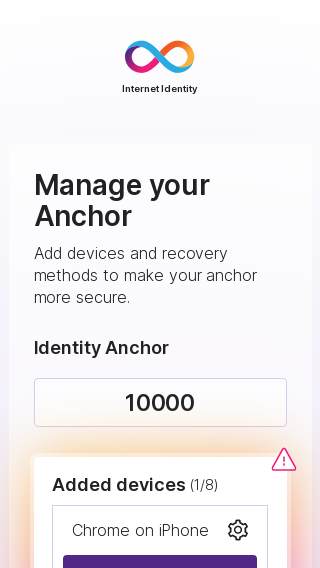 Internet Identity
Manage your
Anchor
Add devices and recovery
methods to make your anchor
more secure.
Identity Anchor
10000
Added devices (1/8)
Chrome on iPhone